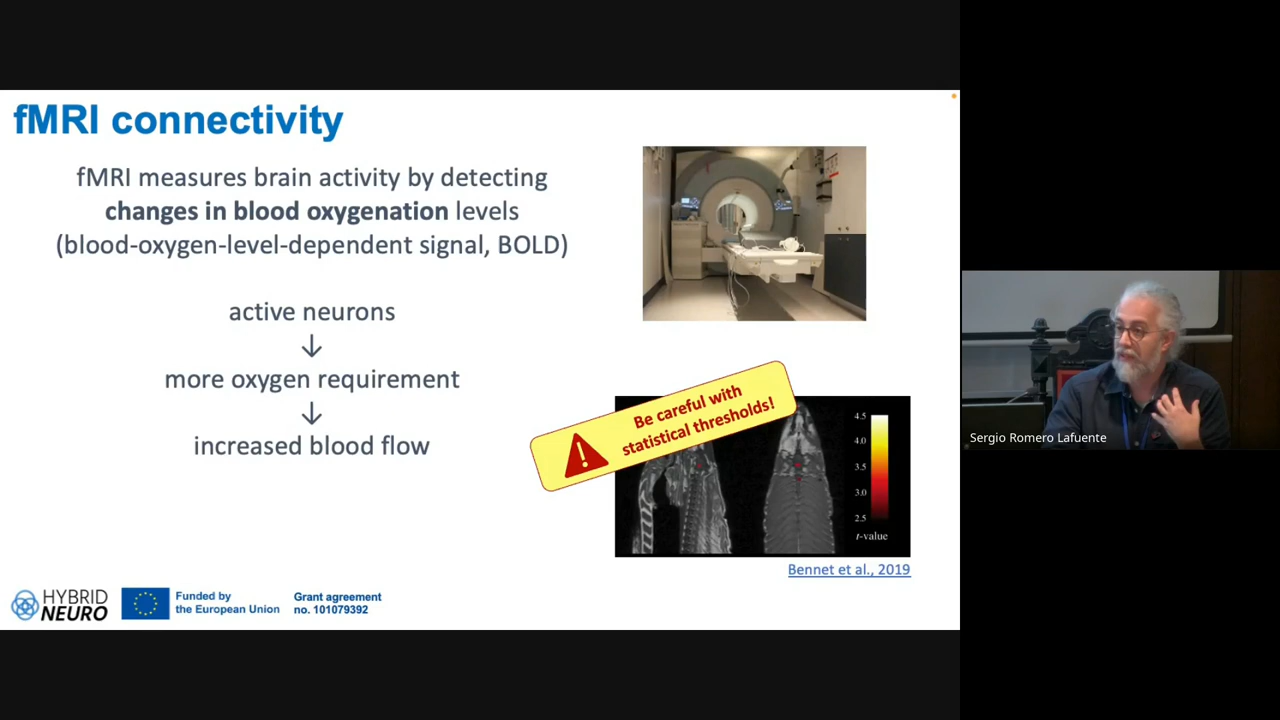 fMRI connectivity
fMRI measures brain activity by detecting
changes in blood oxygenation levels
(blood-oxygen-level-dependent signal, BOLD)
active neurons
↓
more oxygen requirement
↓
increased blood flow
Be careful with
statistical thresholds!
4.5
4.0
3.5
3.0
2.5
t-value
Bennet et al., 2019
HYBRID
NEURO
Funded by
the European Union
Grant agreement
no. 101079392
Sergio Romero Lafuente